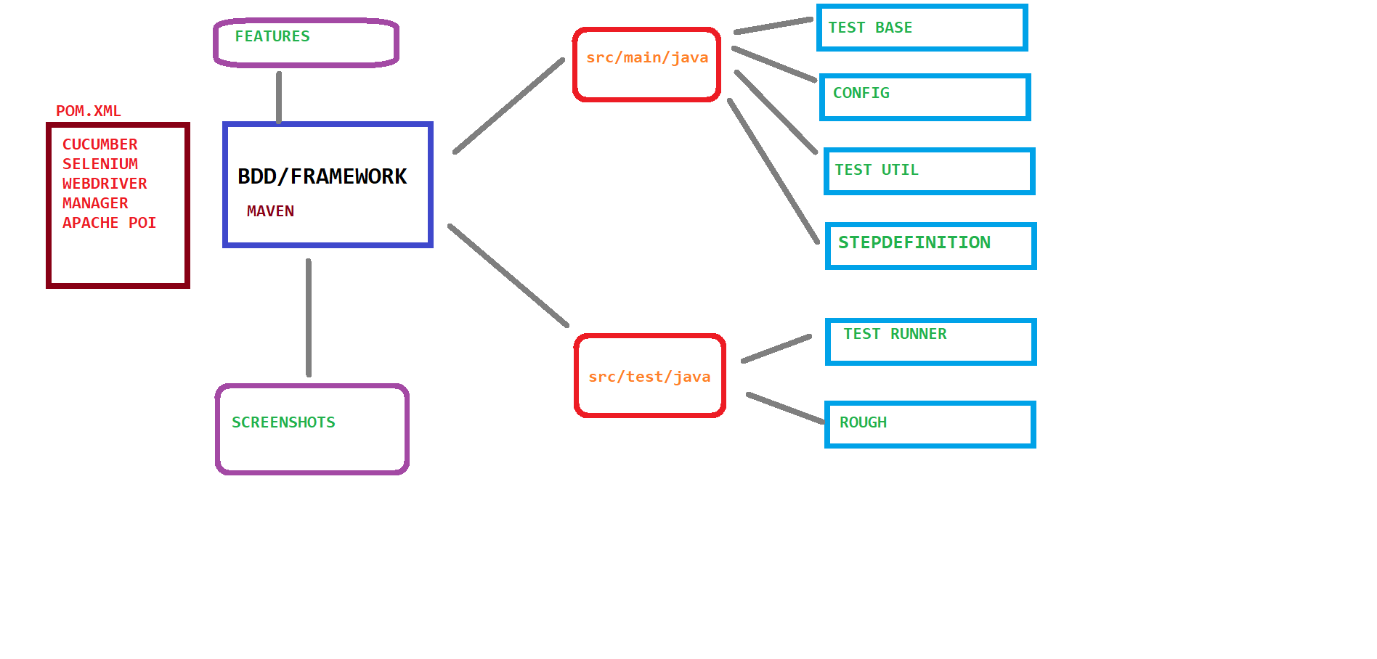 FEATURES
POM.XML
CUCUMBER
SELENIUM
WEBDRIVER
MANAGER
APACHE POI
BDD/FRAMEWORK
MAVEN
SCREENSHOTS
src/main/java
TEST BASE
CONFIG
TEST UTIL
STEPDEFINITION
src/test/java
TEST RUNNER
ROUGH